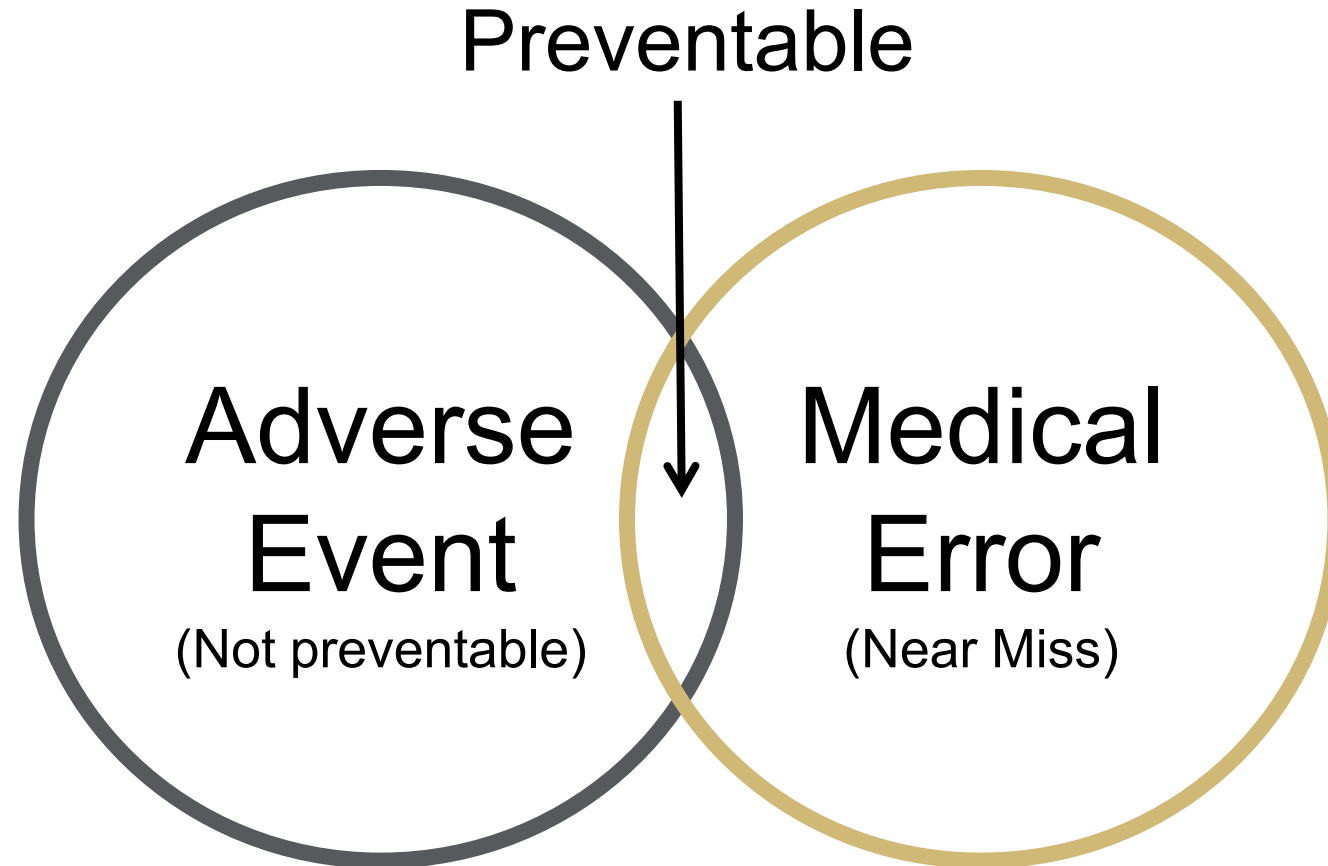 Preventable
Adverse
Event
(Not preventable)
Medical
Error
(Near Miss)